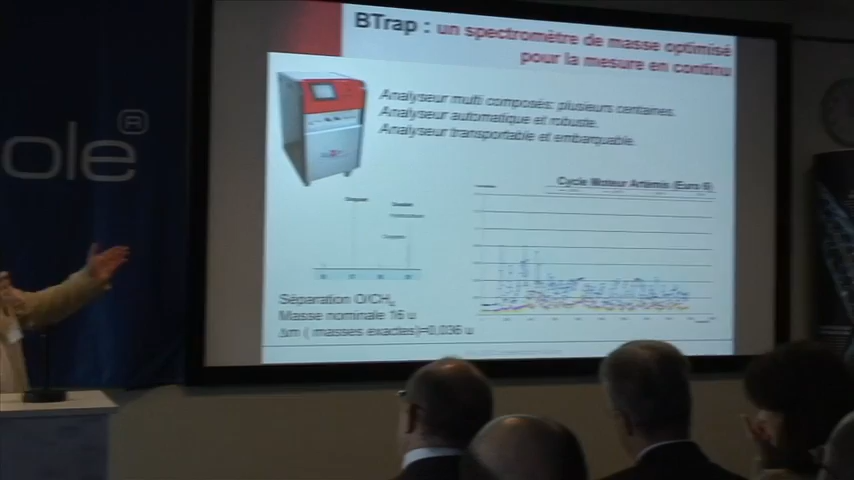 BTrap : un spectromètre de masse optimisé
pour la mesure en continu
Analyseur multi composés: plusieurs centaines.
Analyseur automatique et robuste.
Analyseur transportable et embarquable.
ole®
Cycle Moteur Artémis (Euro 6)
Séparation O/CH₄
Masse nominale 16 u
Δm ( masses exactes)=0,036 u